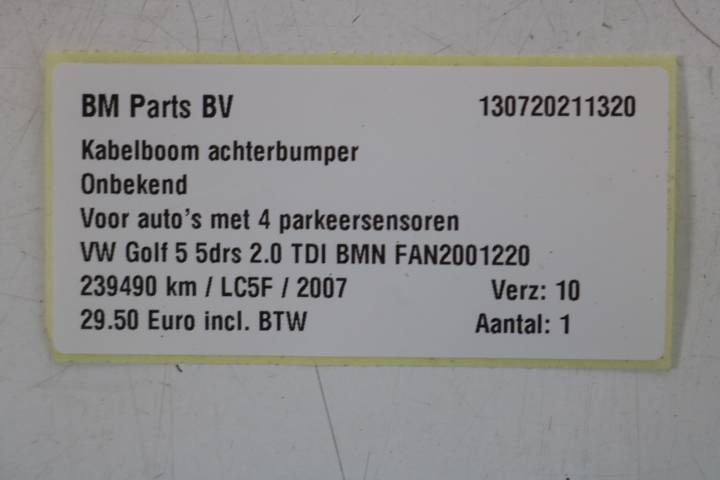 BM Parts BV 130720211320
Kabelboom achterbumper
Onbekend
Voor auto's met 4 parkeersensoren
VW Golf 5 5drs 2.0 TDI BMN FAN2001220
239490 km / LC5F / 2007 Verz: 10
29.50 Euro incl. BTW Aantal: 1